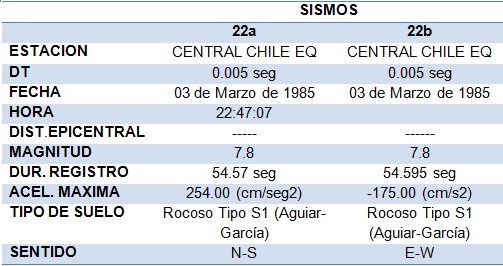 SISMOS
22a 22b
ESTACION CENTRAL CHILE EQ CENTRAL CHILE EQ
DT 0.005 seg 0.005 seg
FECHA 03 de Marzo de 1985 03 de Marzo de 1985
HORA 22:47:07
DIST.EPICENTRAL ----- ------
MAGNITUD 7.8 7.8
DUR. REGISTRO 54.57 seg 54.595 seg
ACEL. MAXIMA 254.00 (cm/seg2) -175.00 (cm/s2)
TIPO DE SUELO Rocoso Tipo S1 (Aguiar- Rocoso Tipo S1
García) (Aguiar-García)
SENTIDO N-S E-W